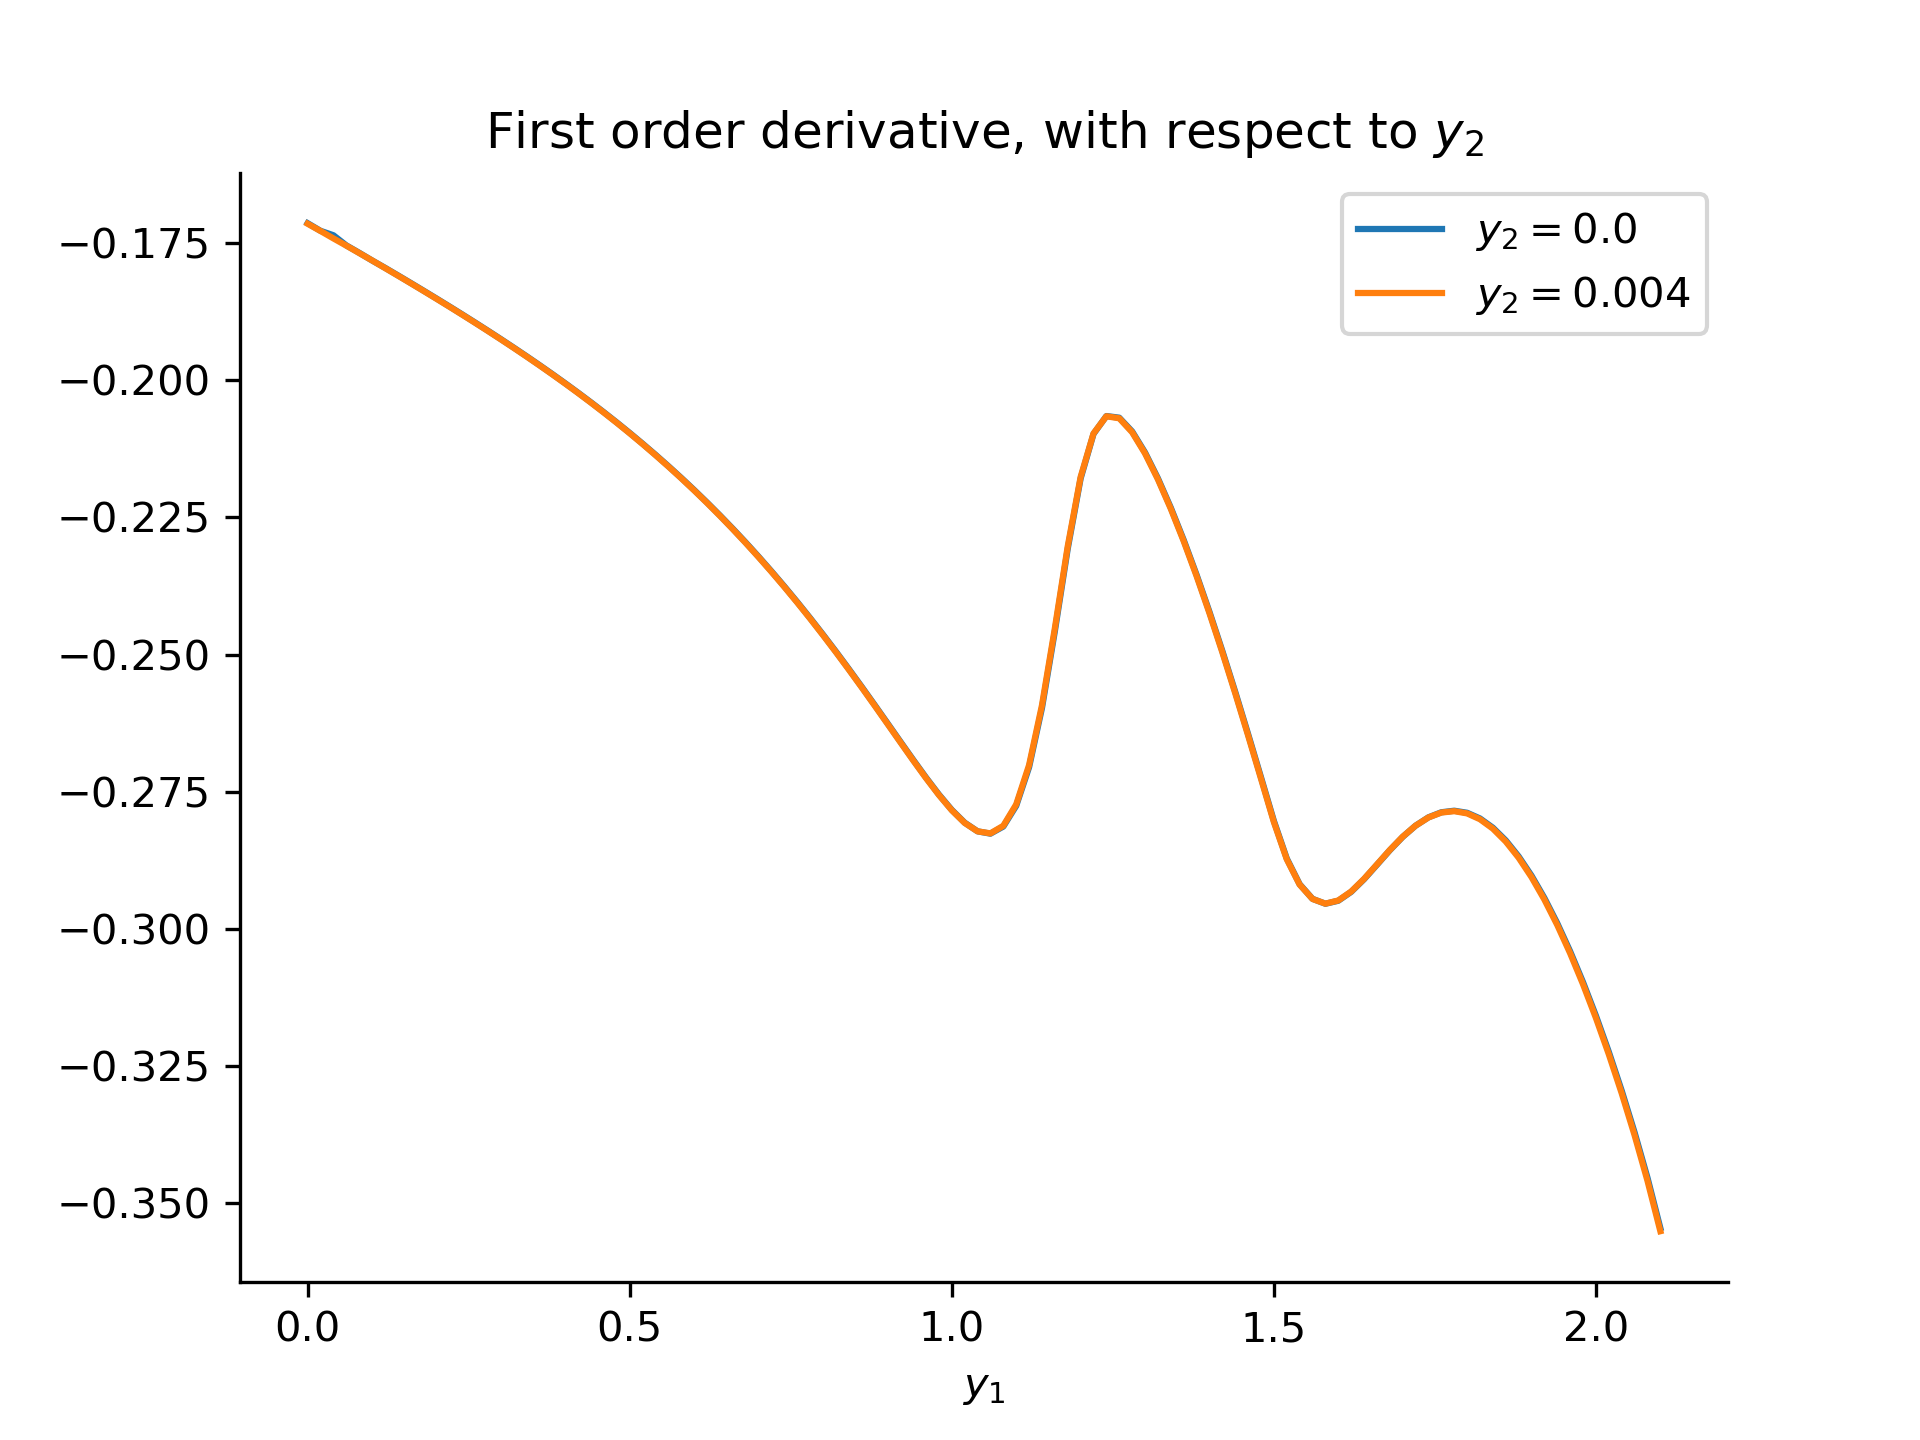 First order derivative, with respect to y₂
y₂ = 0.0
y₂ = 0.004
−0.175
−0.200
−0.225
−0.250
−0.275
−0.300
−0.325
−0.350
0.0 0.5 1.0 1.5 2.0
y₁